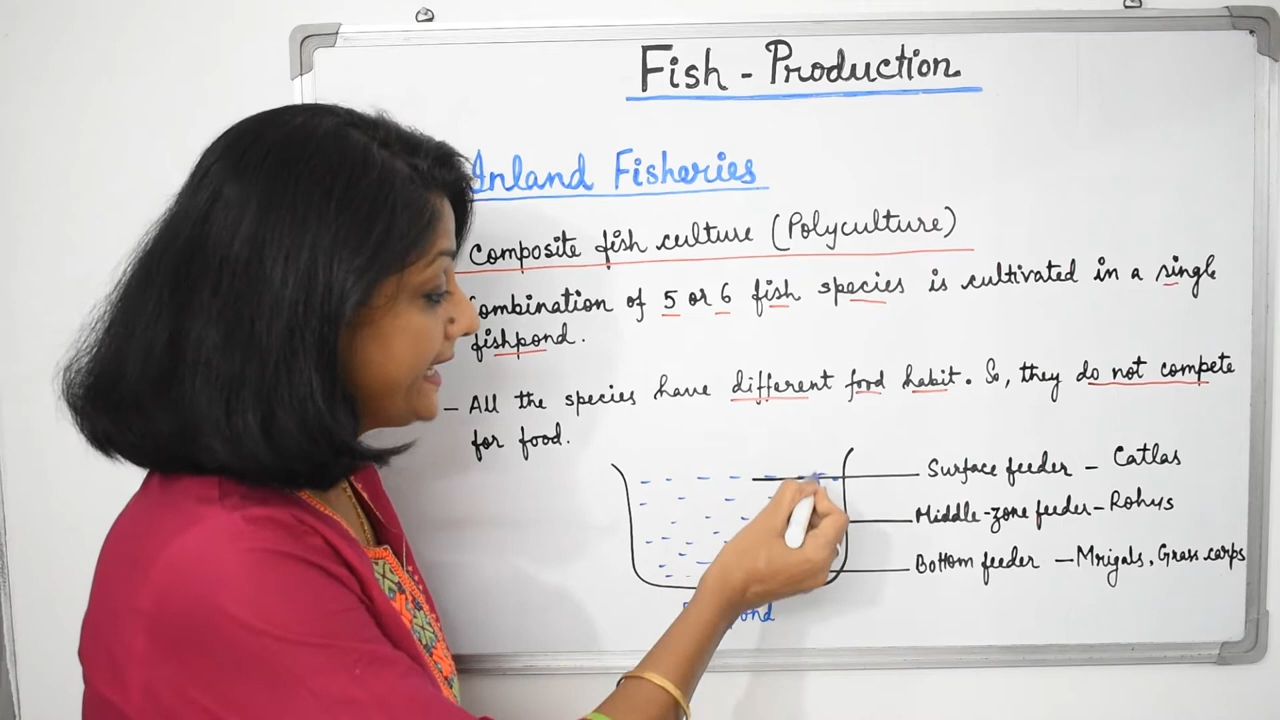 Fish - Production
Inland Fisheries
Composite fish culture (Polyculture)
ombination of 5 or 6 fish species is cultivated in a single
fishpond.
- All the species have different food habit. So, they do not compete
for food.
Surface feeder - Catlas
Middle-zone feeder - Rohus
Bottom feeder - Mrigals, Grass carps
ond